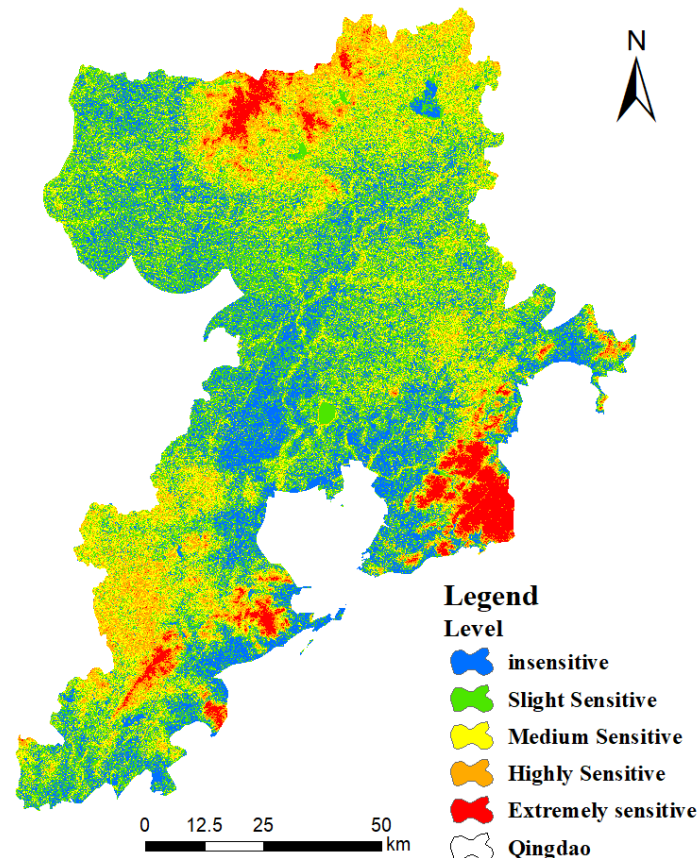 N
Legend
Level
insensitive
Slight Sensitive
Medium Sensitive
Highly Sensitive
Extremely sensitive
Qingdao
0 12.5 25 50
km